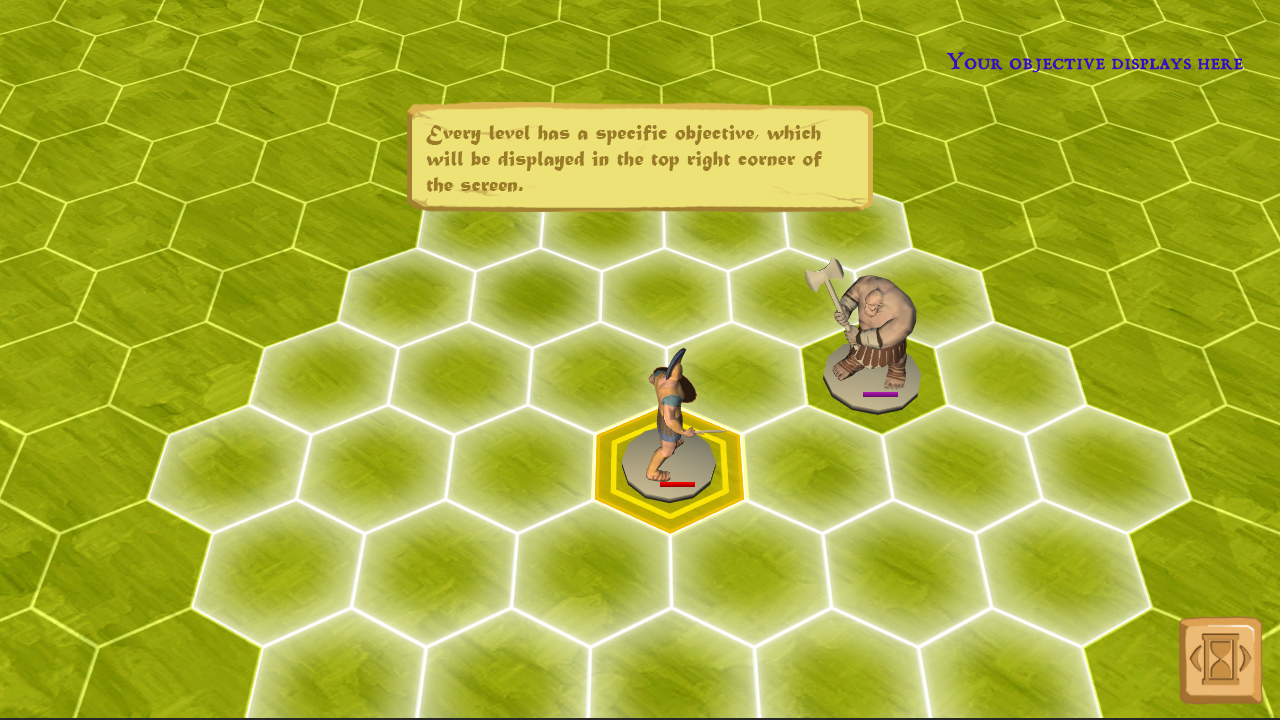 Your objective displays here
Every level has a specific objective, which
will be displayed in the top right corner of
the screen.